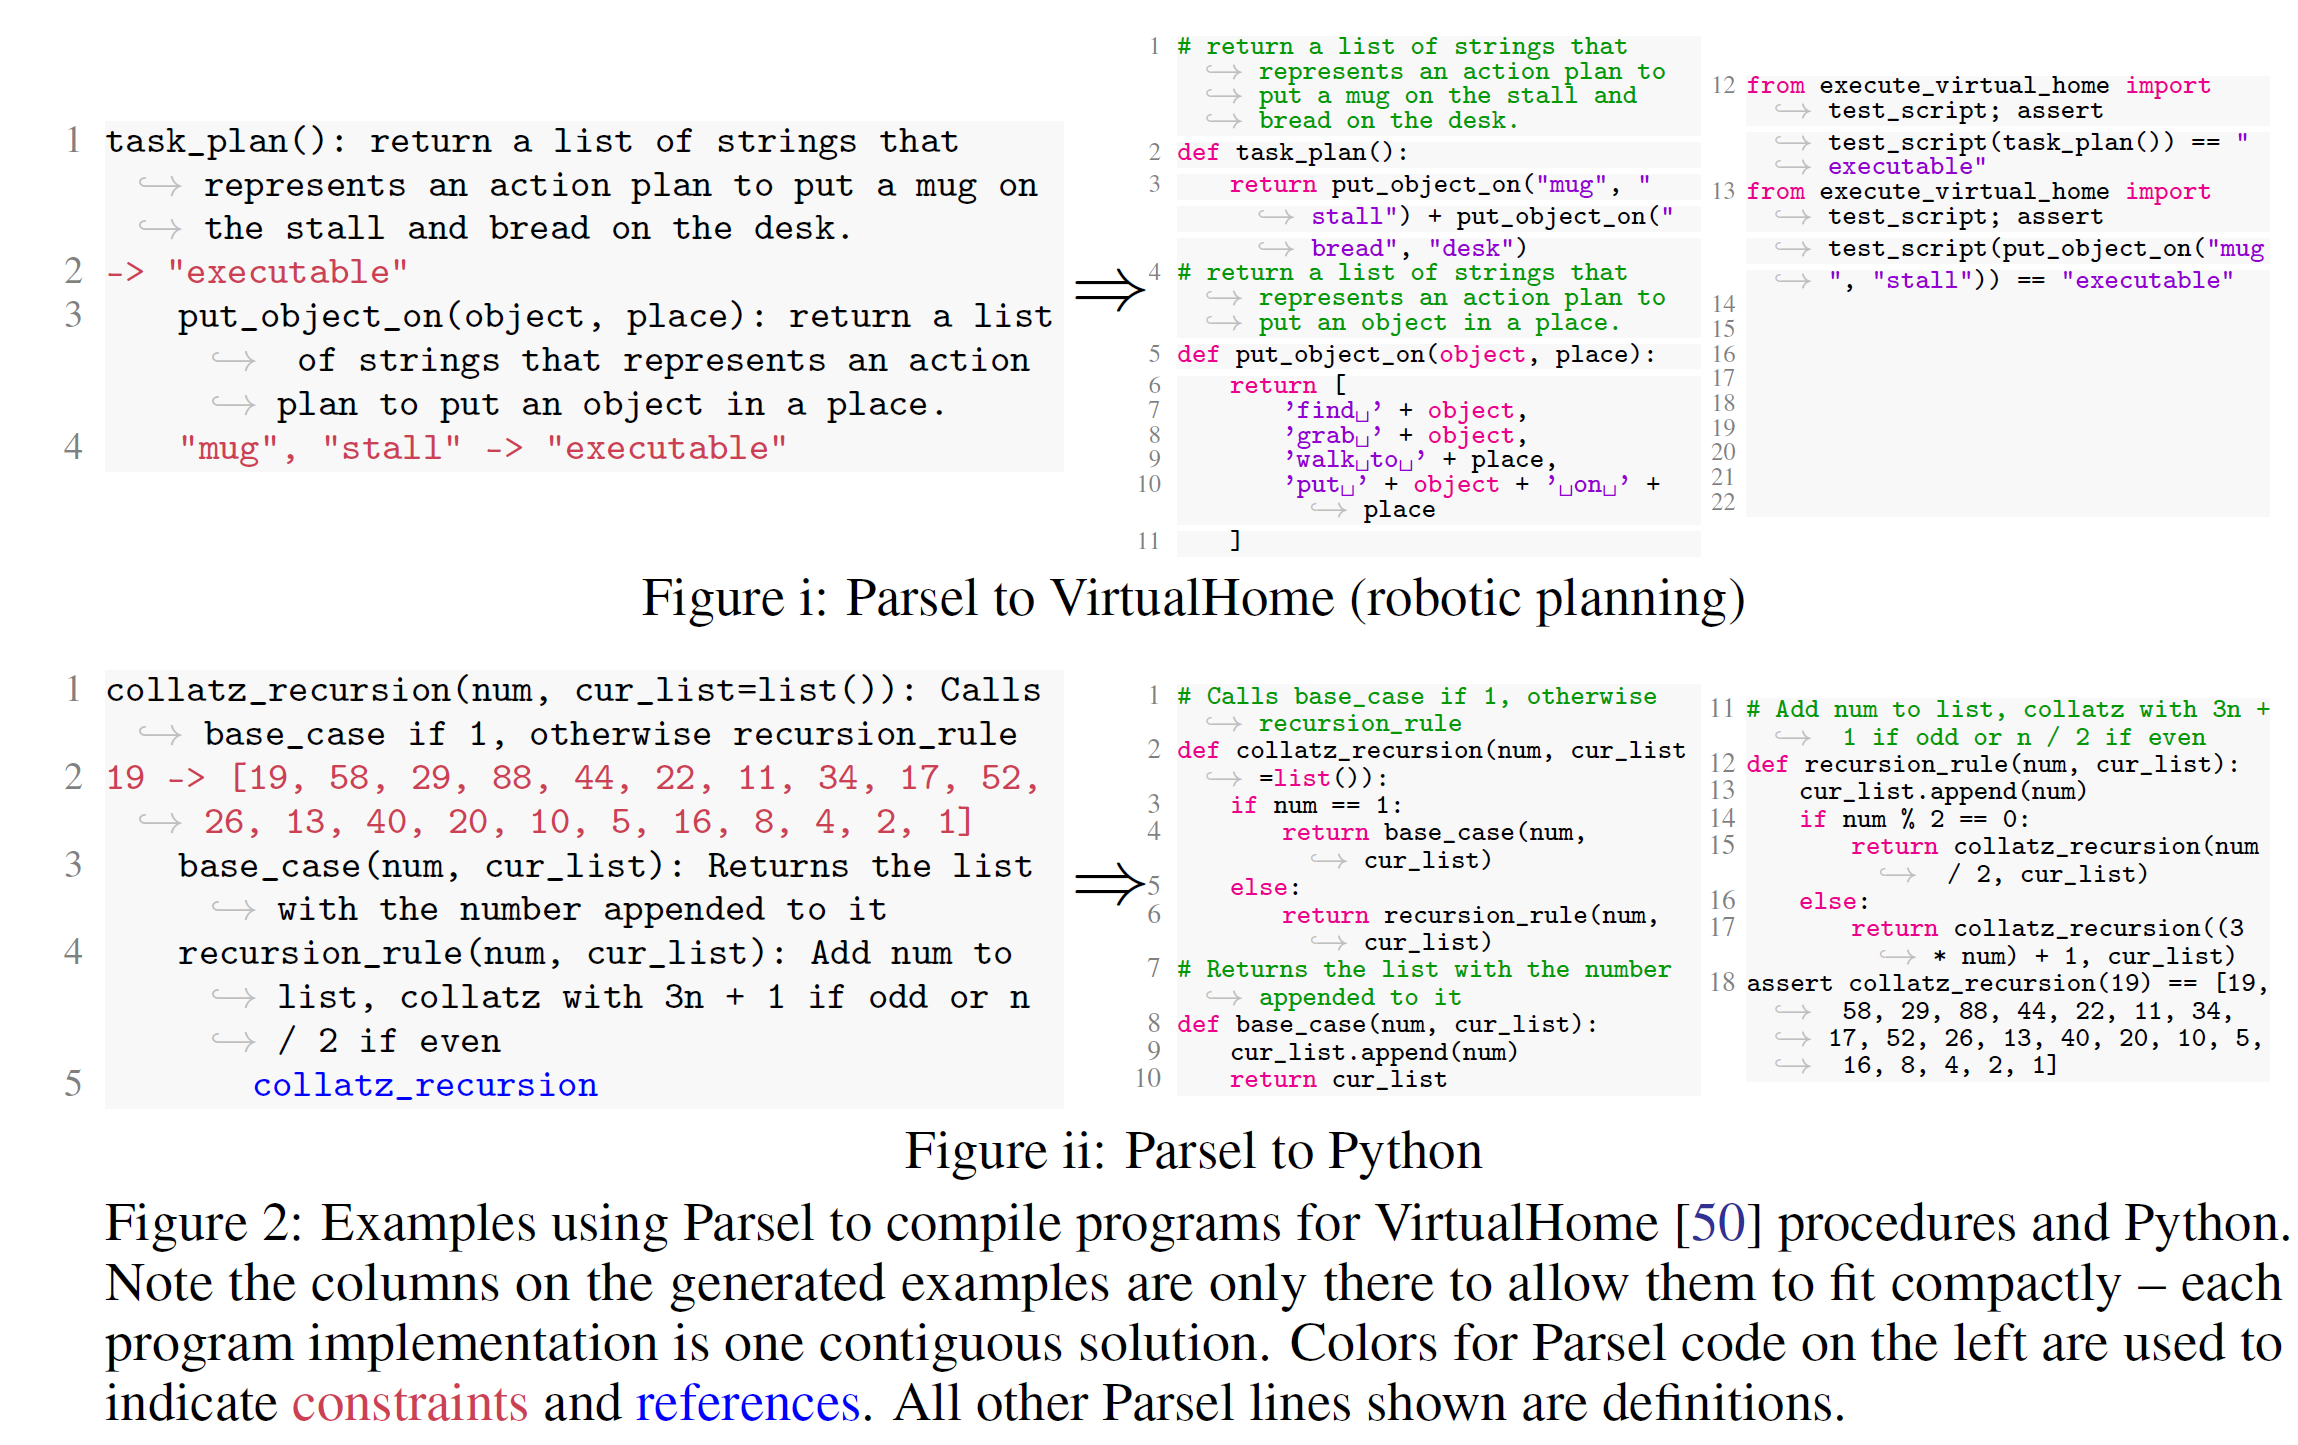 1 task_plan(): return a list of strings that
↪ represents an action plan to put a mug on
↪ the stall and bread on the desk.
2 -> "executable"
3 put_object_on(object, place): return a list
↪ of strings that represents an action
↪ plan to put an object in a place.
4 "mug", "stall" -> "executable"
⇒
1 # return a list of strings that
↪ represents an action plan to
↪ put a mug on the stall and
↪ bread on the desk.
2 def task_plan():
3 return put_object_on("mug", "
↪ stall") + put_object_on("
↪ bread", "desk")
4 # return a list of strings that
↪ represents an action plan to
↪ put an object in a place.
5 def put_object_on(object, place):
6 return [
7 'find␣' + object,
8 'grab␣' + object,
9 'walk␣to␣' + place,
10 'put␣' + object + '␣on␣' +
↪ place
11 ]
12 from execute_virtual_home import
↪ test_script; assert
↪ test_script(task_plan()) == "
↪ executable"
13 from execute_virtual_home import
↪ test_script; assert
↪ test_script(put_object_on("mug
↪ ", "stall")) == "executable"
14
15
16
17
18
19
20
21
22
Figure i: Parsel to VirtualHome (robotic planning)
1 collatz_recursion(num, cur_list=list()): Calls
↪ base_case if 1, otherwise recursion_rule
2 19 -> [19, 58, 29, 88, 44, 22, 11, 34, 17, 52,
↪ 26, 13, 40, 20, 10, 5, 16, 8, 4, 2, 1]
3 base_case(num, cur_list): Returns the list
↪ with the number appended to it
4 recursion_rule(num, cur_list): Add num to
↪ list, collatz with 3n + 1 if odd or n
↪ / 2 if even
5 collatz_recursion
⇒
1 # Calls base_case if 1, otherwise
↪ recursion_rule
2 def collatz_recursion(num, cur_list
↪ =list()):
3 if num == 1:
4 return base_case(num,
↪ cur_list)
5 else:
6 return recursion_rule(num,
↪ cur_list)
7 # Returns the list with the number
↪ appended to it
8 def base_case(num, cur_list):
9 cur_list.append(num)
10 return cur_list
11 # Add num to list, collatz with 3n +
↪ 1 if odd or n / 2 if even
12 def recursion_rule(num, cur_list):
13 cur_list.append(num)
14 if num % 2 == 0:
15 return collatz_recursion(num
↪ / 2, cur_list)
16 else:
17 return collatz_recursion((3
↪ * num) + 1, cur_list)
18 assert collatz_recursion(19) == [19,
↪ 58, 29, 88, 44, 22, 11, 34,
↪ 17, 52, 26, 13, 40, 20, 10, 5,
↪ 16, 8, 4, 2, 1]
Figure ii: Parsel to Python
Figure 2: Examples using Parsel to compile programs for VirtualHome [50] procedures and Python.
Note the columns on the generated examples are only there to allow them to fit compactly – each
program implementation is one contiguous solution. Colors for Parsel code on the left are used to
indicate constraints and references. All other Parsel lines shown are definitions.